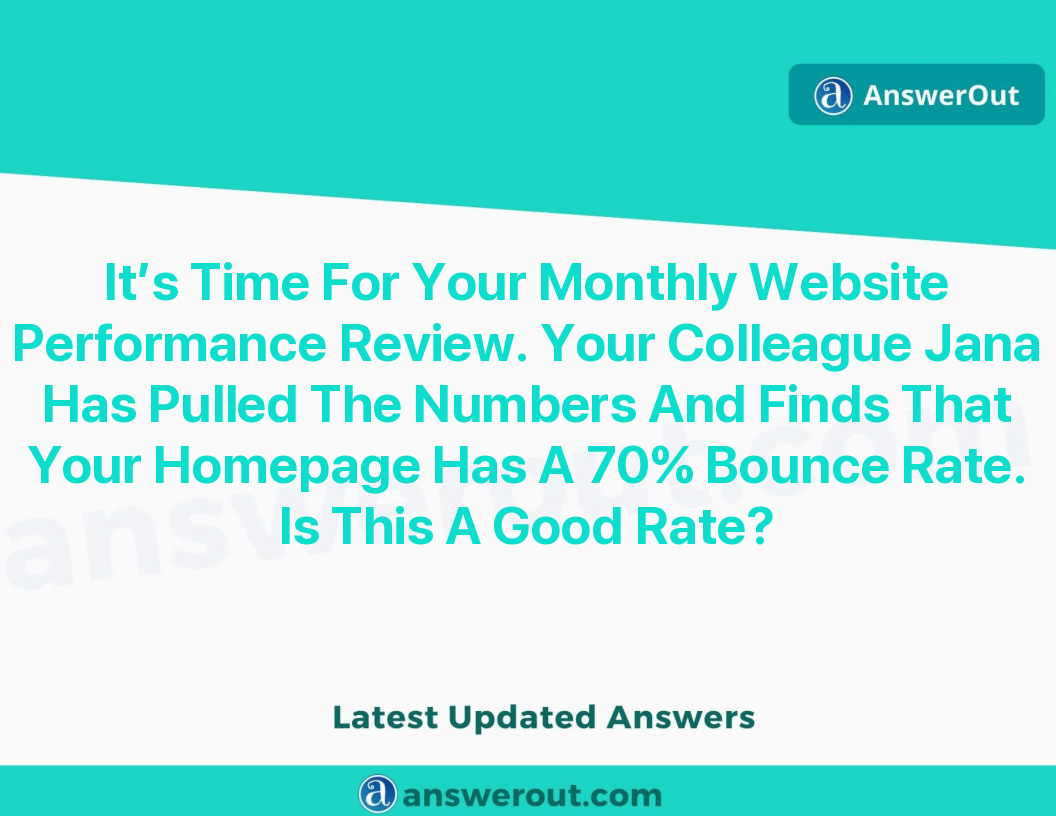 AnswerOut
It's Time For Your Monthly Website
Performance Review. Your Colleague Jana
Has Pulled The Numbers And Finds That
Your Homepage Has A 70% Bounce Rate.
Is This A Good Rate?
answerout.com
Latest Updated Answers
answerout.com